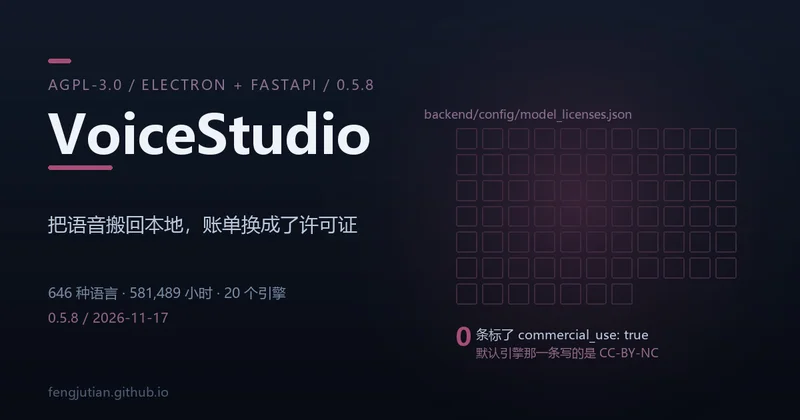 AGPL-3.0 / ELECTRON + FASTAPI / 0.5.8
VoiceStudio
把语音搬回本地，账单换成了许可证
646 种语言 · 581,489 小时 · 20 个引擎
0.5.8 / 2026-11-17
fengjutian.github.io
backend/config/model_licenses.json
0 条标了 commercial_use: true
默认引擎那一条写的是 CC-BY-NC